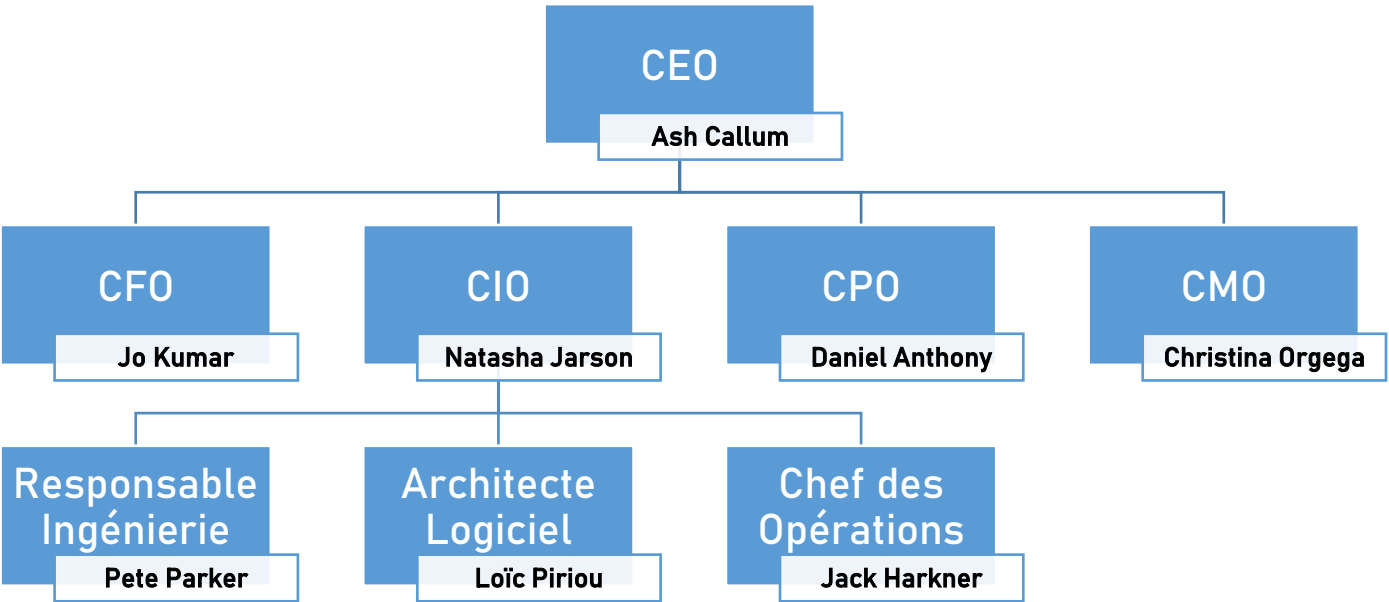 CEO
Ash Callum
CFO
Jo Kumar
CIO
Natasha Jarson
CPO
Daniel Anthony
CMO
Christina Orgega
Responsable
Ingénierie
Pete Parker
Architecte
Logiciel
Loïc Piriou
Chef des
Opérations
Jack Harkner